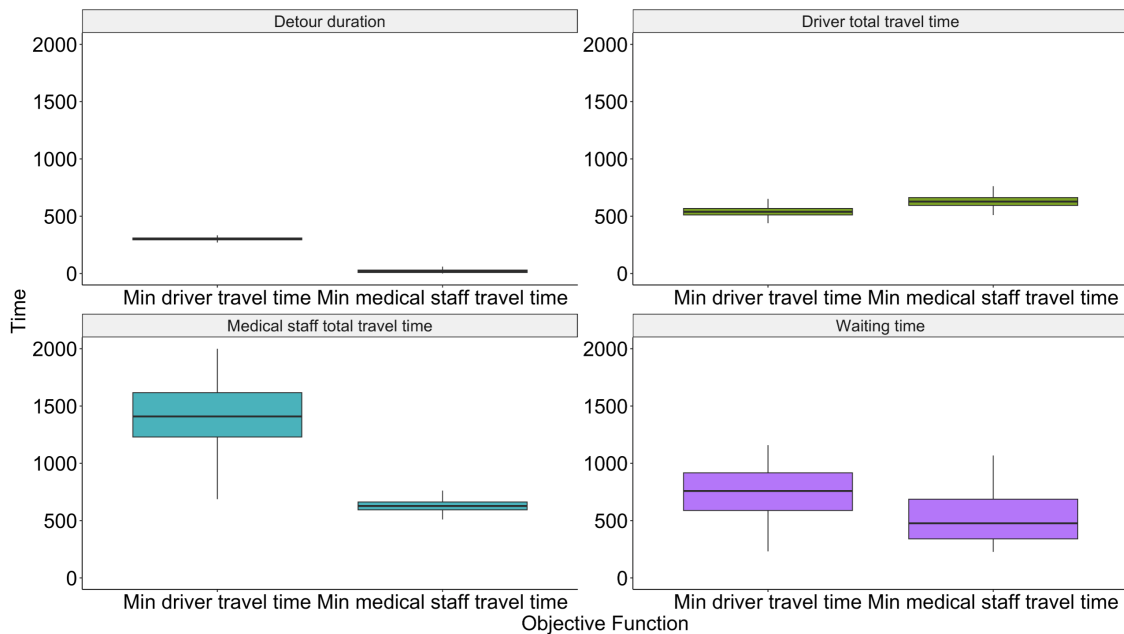 Detour duration
Driver total travel time
2000
1500
1000
500
0
2000
1500
1000
500
0
Min driver travel time Min medical staff travel time
Min driver travel time Min medical staff travel time
Time
Medical staff total travel time
Waiting time
2000
1500
1000
500
0
2000
1500
1000
500
0
Min driver travel time Min medical staff travel time
Min driver travel time Min medical staff travel time
Objective Function